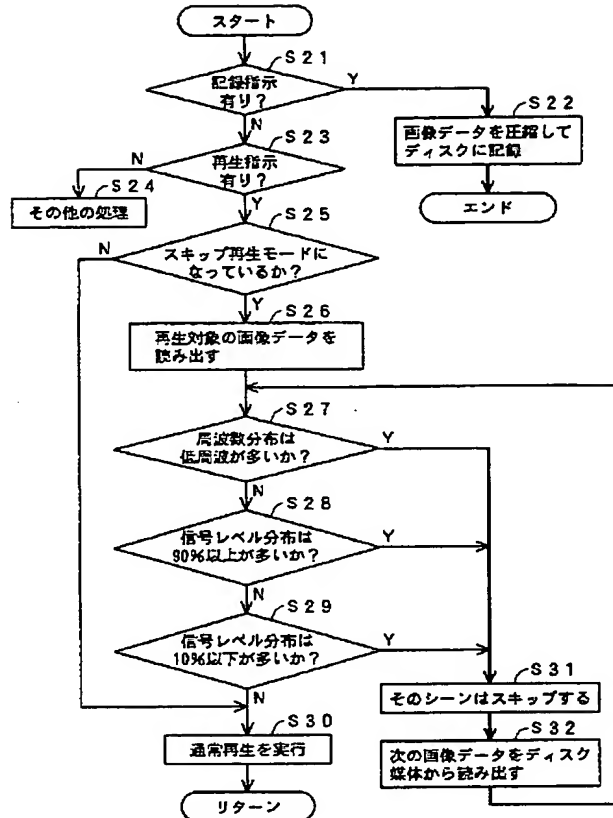 スタート
S21
記録指示
有り?
Y
N
S22
画像データを圧縮して
ディスクに記録
エンド
S23
再生指示
有り?
N
Y
S24
その他の処理
S25
スキップ再生モードに
なっているか?
N
Y
S26
再生対象の画像データを
読み出す
S27
周波数分布は
低周波が多いか?
Y
N
S28
信号レベル分布は
90%以上が多いか?
Y
N
S29
信号レベル分布は
10%以下が多いか?
Y
N
S30
通常再生を実行
リターン
S31
そのシーンはスキップする
S32
次の画像データをディスク
媒体から読み出す